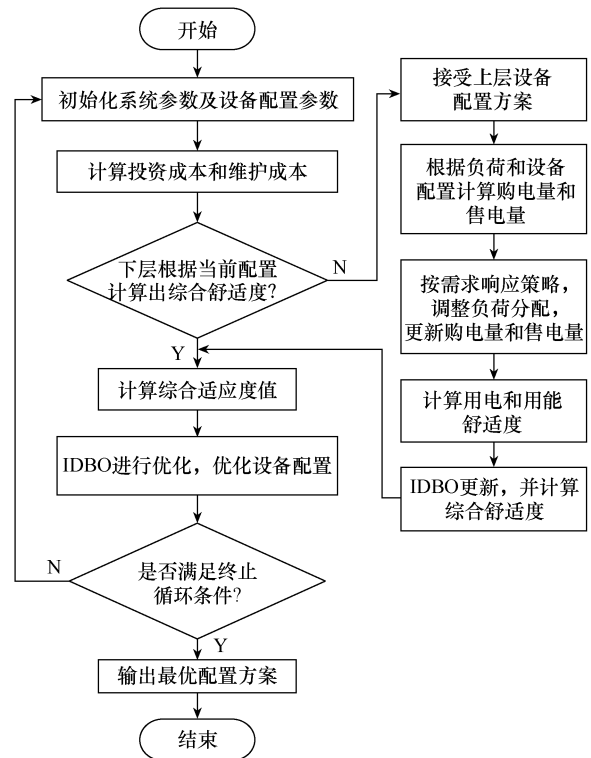 开始
初始化系统参数及设备配置参数
计算投资成本和维护成本
下层根据当前配置
计算出综合舒适度?
N
Y
计算综合适应度值
IDBO进行优化，优化设备配置
是否满足终止
循环条件?
N
Y
输出最优配置方案
结束
接受上层设备
配置方案
根据负荷和设备
配置计算购电量和
售电量
按需求响应策略，
调整负荷分配，
更新购电量和售电量
计算用电和用能
舒适度
IDBO更新，并计算
综合舒适度